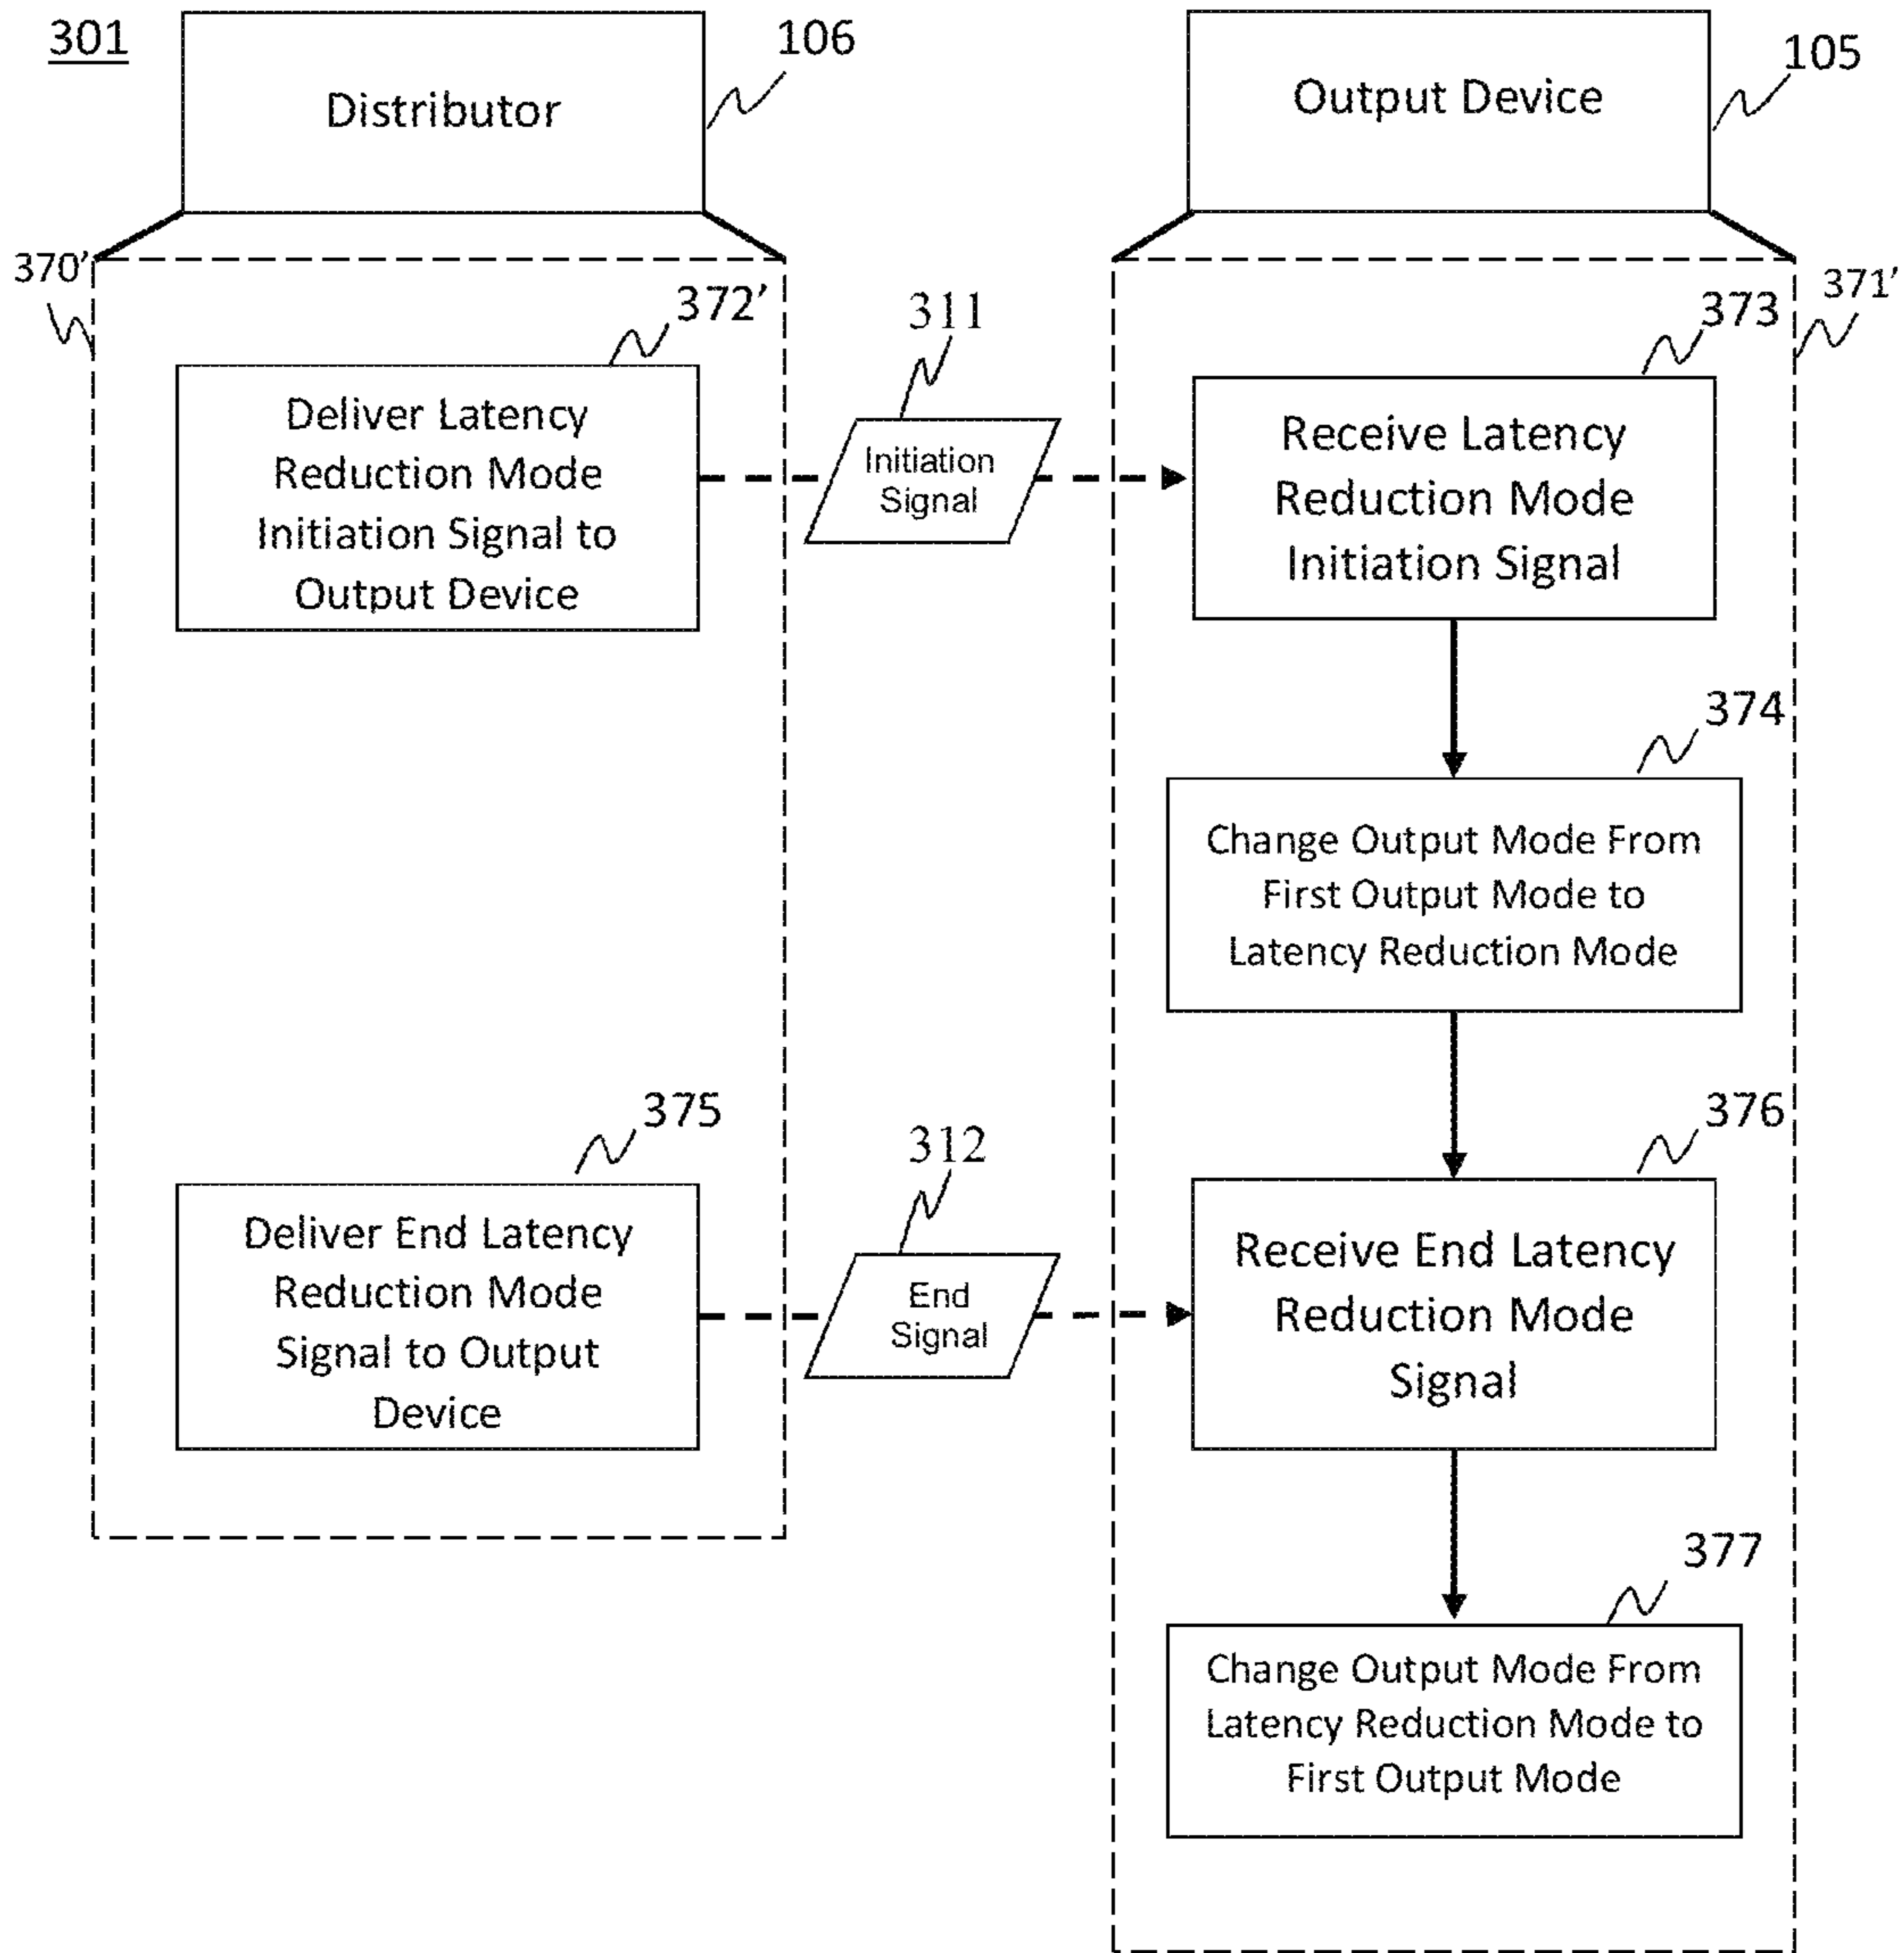 301
Distributor
106
Output Device
105
370'
371'
372'
Deliver Latency
Reduction Mode
Initiation Signal to
Output Device
311
Initiation
Signal
373
Receive Latency
Reduction Mode
Initiation Signal
374
Change Output Mode From
First Output Mode to
Latency Reduction Mode
375
Deliver End Latency
Reduction Mode
Signal to Output
Device
312
End
Signal
376
Receive End Latency
Reduction Mode
Signal
377
Change Output Mode From
Latency Reduction Mode to
First Output Mode